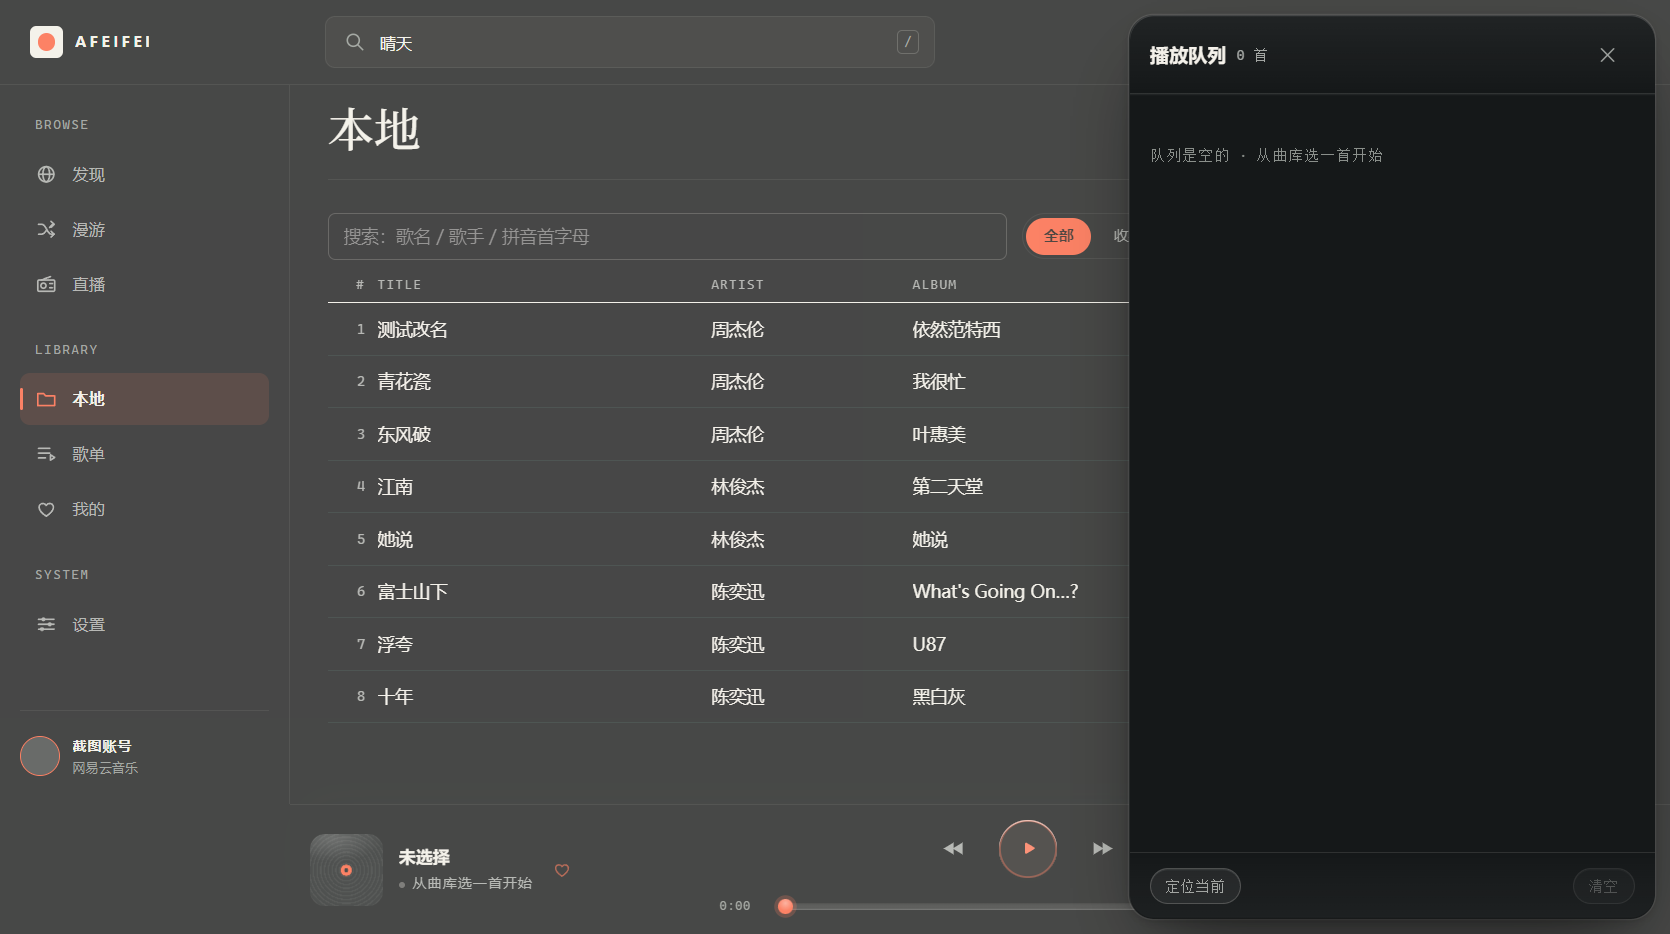 AFEIFEI
晴天
/
BROWSE
发现
漫游
直播
LIBRARY
本地
歌单
我的
SYSTEM
设置
截图账号
网易云音乐
本地
搜索：歌名 / 歌手 / 拼音首字母
全部
收
# TITLE ARTIST ALBUM
1 测试改名 周杰伦 依然范特西
2 青花瓷 周杰伦 我很忙
3 东风破 周杰伦 叶惠美
4 江南 林俊杰 第二天堂
5 她说 林俊杰 她说
6 富士山下 陈奕迅 What's Going On...?
7 浮夸 陈奕迅 U87
8 十年 陈奕迅 黑白灰
未选择
从曲库选一首开始
0:00
播放队列 0 首
队列是空的 · 从曲库选一首开始
定位当前
清空